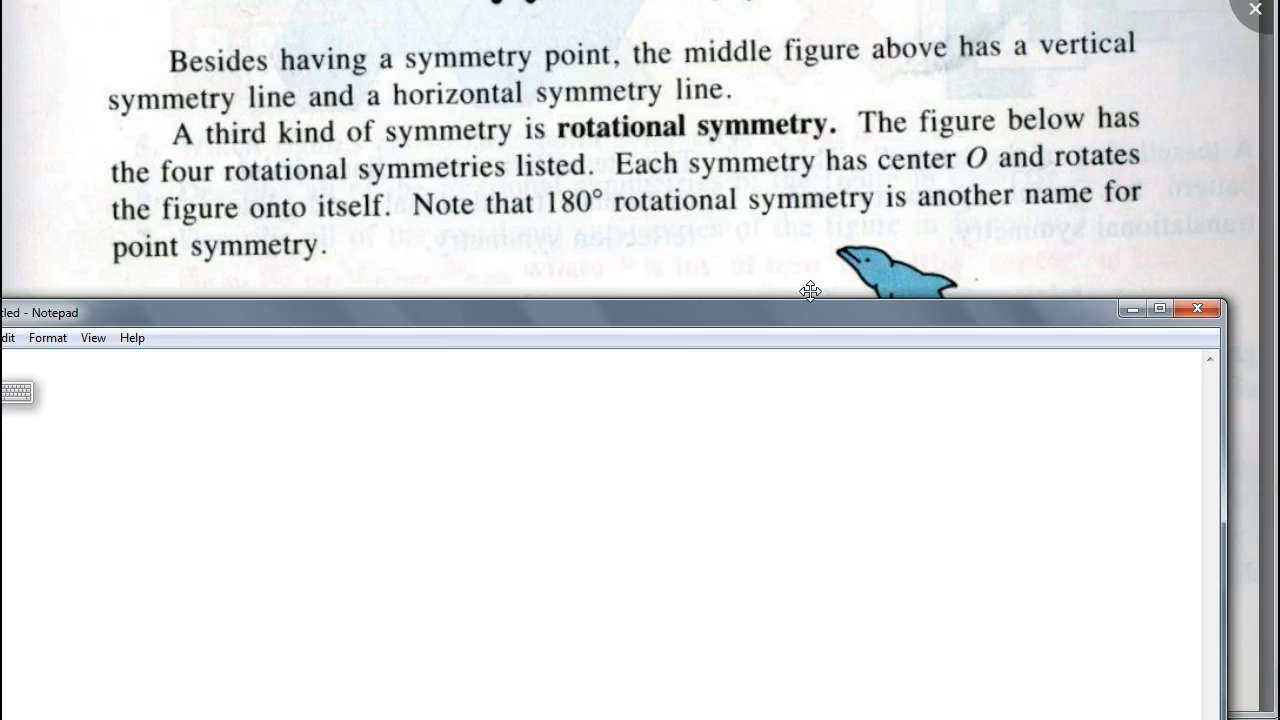 Besides having a symmetry point, the middle figure above has a vertical
symmetry line and a horizontal symmetry line.
A third kind of symmetry is rotational symmetry. The figure below has
the four rotational symmetries listed. Each symmetry has center O and rotates
the figure onto itself. Note that 180° rotational symmetry is another name for
point symmetry.
tled - Notepad
dit Format View Help